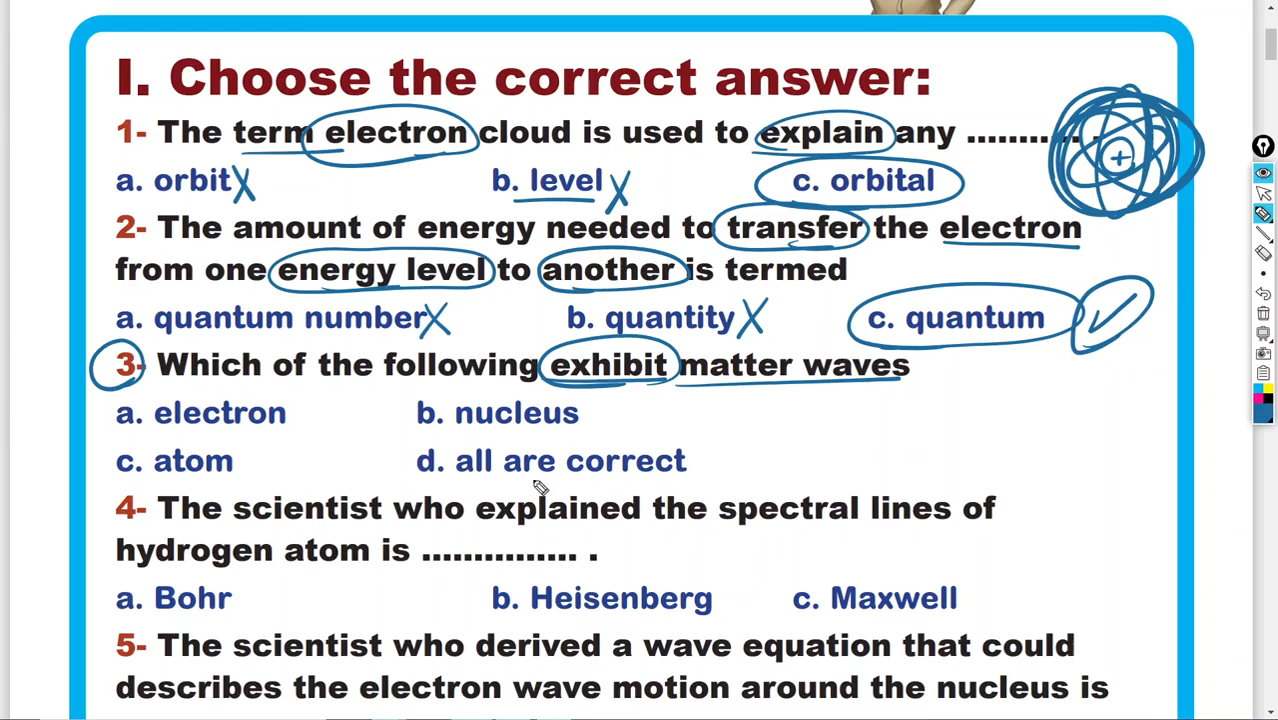 I. Choose the correct answer:
1- The term electron cloud is used to explain any ............
a. orbit b. level c. orbital
2- The amount of energy needed to transfer the electron
from one energy level to another is termed
a. quantum number b. quantity c. quantum
3- Which of the following exhibit matter waves
a. electron b. nucleus
c. atom d. all are correct
4- The scientist who explained the spectral lines of
hydrogen atom is ............... .
a. Bohr b. Heisenberg c. Maxwell
5- The scientist who derived a wave equation that could
describes the electron wave motion around the nucleus is